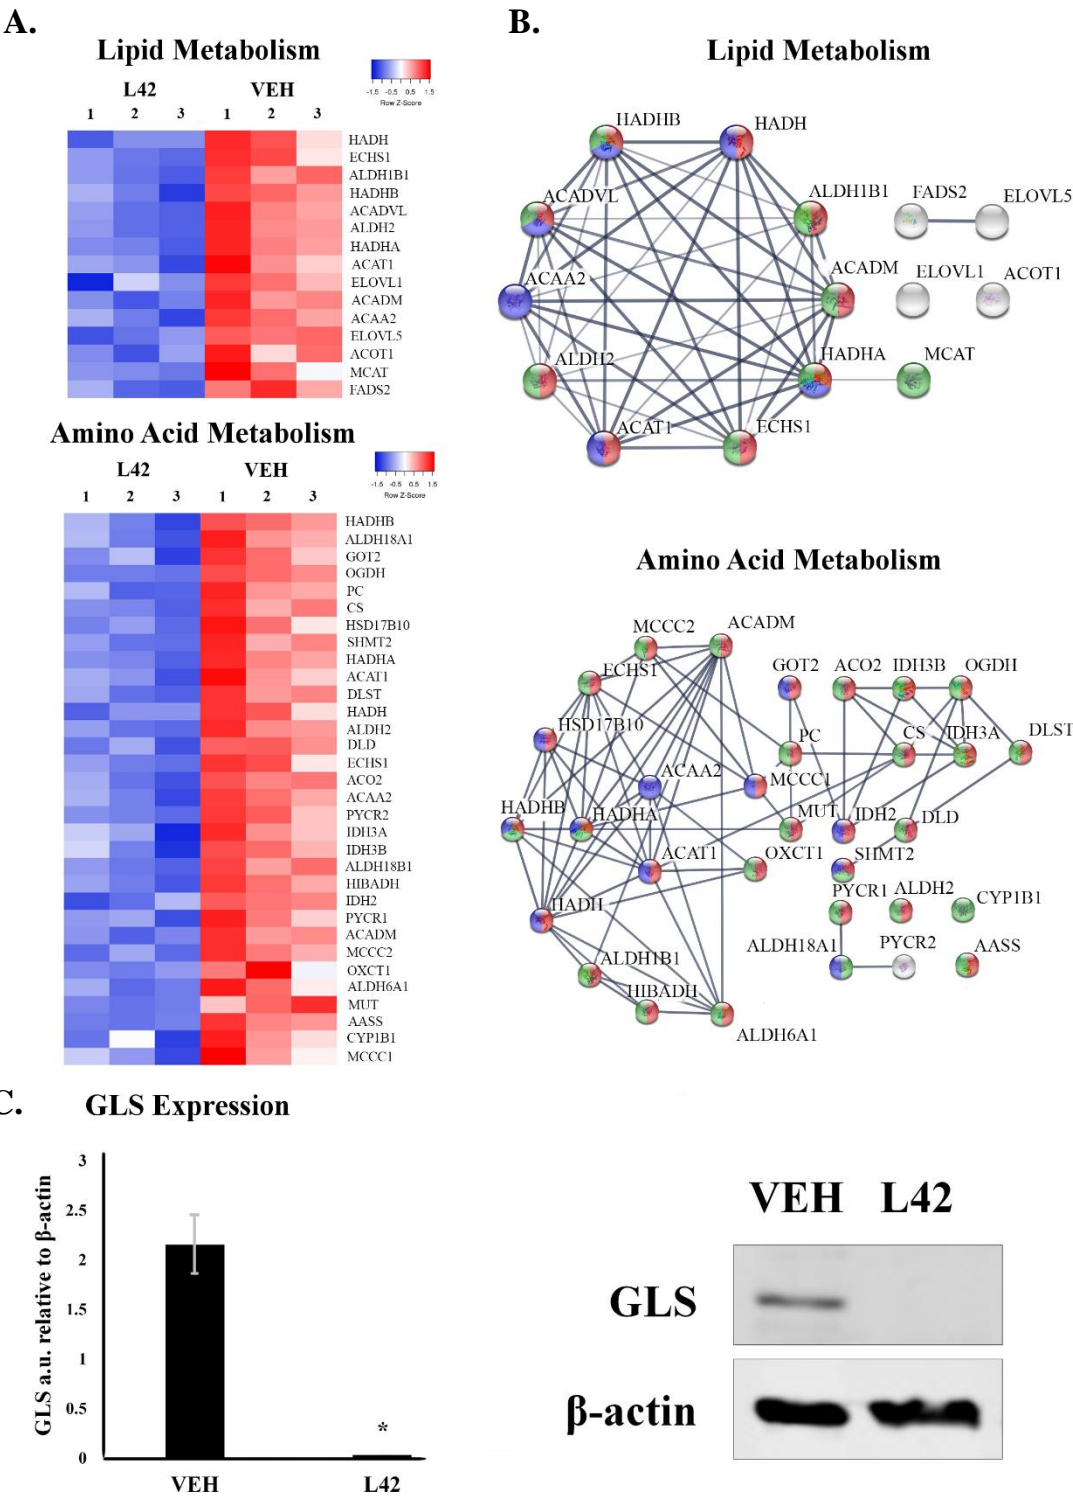 A.
Lipid Metabolism
L42 VEH
1 2 3 1 2 3
-1.5 -0.5 0.5 1.5
Row Z-Score
HADH
ECHS1
ALDH1B1
HADHB
ACADVL
ALDH2
HADHA
ACAT1
ELOVL1
ACADM
ACAA2
ELOVL5
ACOT1
MCAT
FADS2
Amino Acid Metabolism
L42 VEH
1 2 3 1 2 3
-1.5 -0.5 0.5 1.5
Row Z-Score
HADHB
ALDH18A1
GOT2
OGDH
PC
CS
HSD17B10
SHMT2
HADHA
ACAT1
DLST
HADH
ALDH2
DLD
ECHS1
ACO2
ACAA2
PYCR2
IDH3A
IDH3B
ALDH18B1
HIBADH
IDH2
PYCR1
ACADM
MCCC2
OXCT1
ALDH6A1
MUT
AASS
CYP1B1
MCCC1
B.
Lipid Metabolism
HADHB HADH
ACADVL ALDH1B1 FADS2 ELOVL5
ACAA2 ACADM ELOVL1 ACOT1
ALDH2 HADHA MCAT
ACAT1 ECHS1
Amino Acid Metabolism
MCCC2 ACADM
ECHS1 GOT2 ACO2 IDH3B OGDH
HSD17B10 PC CS IDH3A DLST
ACAA2 MCCC1
HADHB HADHA MUT IDH2 DLD
ACAT1 OXCT1 SHMT2
HADH PYCR1 ALDH2 CYP1B1
ALDH1B1 ALDH18A1 PYCR2 AASS
HIBADH
ALDH6A1
C.
GLS Expression
GLS a.u. relative to β-actin
3
2.5
2
1.5
1
0.5
0
*
VEH L42
VEH L42
GLS
β-actin